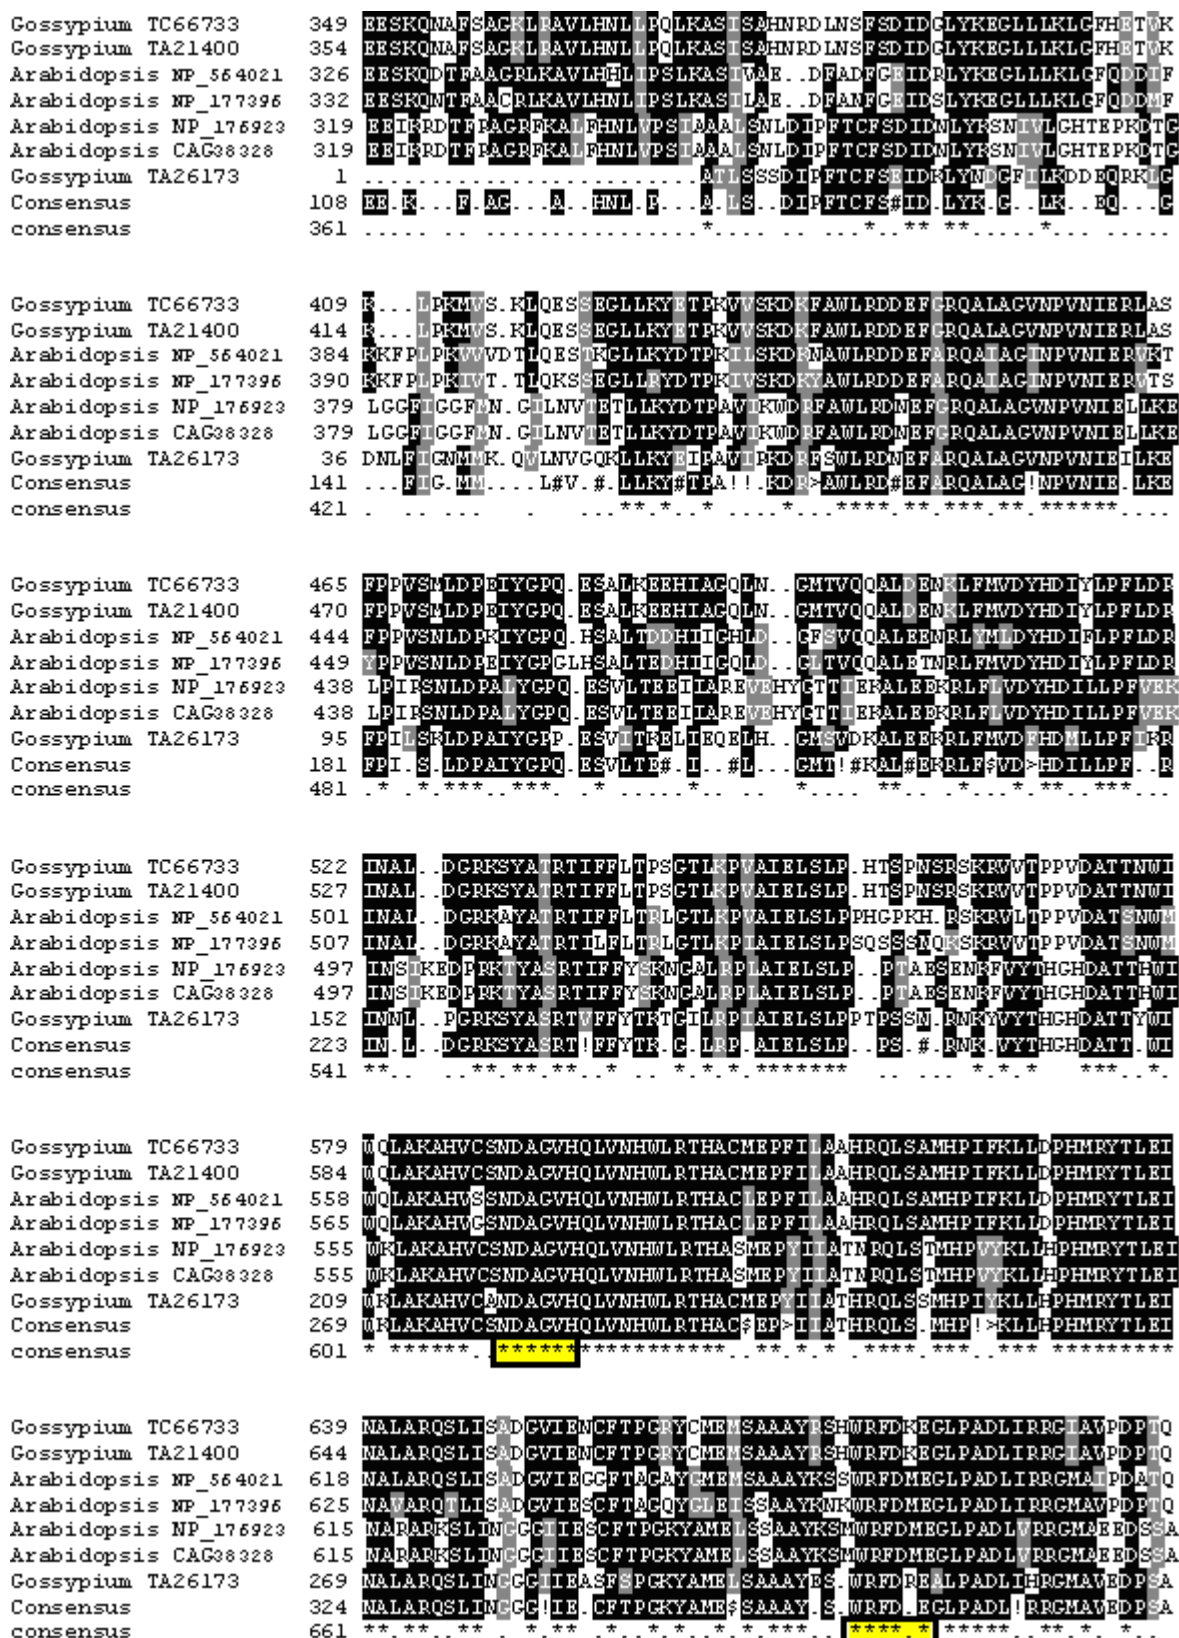 Gossypium TC66733 349 EESKQNAFSAGKLRAVLHNLLPQLKASISAHNRDLNSFSDIDGLYKEGLLLKLGFHETVK
Gossypium TA21400 354 EESKQNAFSAGKLRAVLHNLLPQLKASISAHNRDLNSFSDIDGLYKEGLLLKLGFHETVK
Arabidopsis NP_564021 326 EESKQDTFAAGRLKAVLHHLIPSLKASIVAE..DFADFGEIDRLYKEGLLLKLGFQDDIF
Arabidopsis NP_177396 332 EESKQNTFAACRLKAVLHNLIPSLKASILAE..DFANFGEIDSLYKEGLLLKLGFQDDMF
Arabidopsis NP_176923 319 EEIKRDTFRAGRFKALFHNLVPSIAAALSNLDIPFTCFSDIDNLYKSNIVLGHTEPKDTG
Arabidopsis CAG38328 319 EEIKRDTFRAGRFKALFHNLVPSIAAALSNLDIPFTCFSDIDNLYKSNIVLGHTEPKDTG
Gossypium TA26173 1 .........................ATLSSSDIPFTCFSEIDKLYNDGFILKDDEQRKLG
Consensus 108 EE.K...F.AG...A..HNL.P...A.LS..DIPFTCFS#ID.LYK.G..LK..EQ...G
consensus 361
Gossypium TC66733 409 K...LPKMVS.KLQESSEGLLKYETPKVVSKDKFAWLRDDEFGRQALAGVNPVNIERLAS
Gossypium TA21400 414 K...LPKMVS.KLQESSEGLLKYETPKVVSKDKFAWLRDDEFGRQALAGVNPVNIERLAS
Arabidopsis NP_564021 384 KKFPLPKVVVDTLQESTKGLLKYDTPKILSKDKNAWLRDDEFARQAIAGINPVNIERVKT
Arabidopsis NP_177396 390 KKFPLPKIVT.TLQKSSEGLLRYDTPKIVSKDKYAWLRDDEFARQAIAGINPVNIERVTS
Arabidopsis NP_176923 379 LGGFIGGFMN.GILNVTETLLKYDTPAVIKWDRFAWLRDNEFGRQALAGVNPVNIELLKE
Arabidopsis CAG38328 379 LGGFIGGFMN.GILNVTETLLKYDTPAVIKWDRFAWLRDNEFGRQALAGVNPVNIELLKE
Gossypium TA26173 36 DNLFIGNMMK.QVLNVGQKLLKYEIPAVIRKDRFSWLRDNEFARQALAGVNPVNIEILKE
Consensus 141 ...FIG.MM....L#V.#.LLKY#TPA!!.KDR>AWLRD#EFARQALAG!NPVNIE.LKE
consensus 421
Gossypium TC66733 465 FPPVSMLDPEIYGPQ.ESALKEEHIAGQLN..GMTVQQALDENKLFMVDYHDIYLPFLDR
Gossypium TA21400 470 FPPVSMLDPEIYGPQ.ESALKEEHIAGQLN..GMTVQQALDENKLFMVDYHDIYLPFLDR
Arabidopsis NP_564021 444 FPPVSNLDPKIYGPQ.HSALTDDHIIGHLD..GFSVQQALEENRLYMLDYHDIFLPFLDR
Arabidopsis NP_177396 449 YPPVSNLDPEIYGPGLHSALTEDHIIGQLD..GLTVQQALETNRLFMVDYHDIYLPFLDR
Arabidopsis NP_176923 438 LPIRSNLDPALYGPQ.ESVLTEEIIAREVEHYGTTIEKALEEKRLFLVDYHDILLPFVEK
Arabidopsis CAG38328 438 LPIRSNLDPALYGPQ.ESVLTEEIIAREVEHYGTTIEKALEEKRLFLVDYHDILLPFVEK
Gossypium TA26173 95 FPILSKLDPAIYGPP.ESVITKELIEQELH..GMSVDKALEEKRLFMVDFHDMLLPFIKR
Consensus 181 FPI.S.LDPAIYGPQ.ESVLTE#.I..#L...GMT!#KAL#EKRLF$VD>HDILLPF..R
consensus 481
Gossypium TC66733 522 INAL..DGRKSYATRTIFFLTPSGTLKPVAIELSLP.HTSPNSRSKRVVTPPVDATTNWI
Gossypium TA21400 527 INAL..DGRKSYATRTIFFLTPSGTLKPVAIELSLP.HTSPNSRSKRVVTPPVDATTNWI
Arabidopsis NP_564021 501 INAL..DGRKAYATRTIFFLTRLGTLKPVAIELSLPPHGPKH.RSKRVLTPPVDATSNWM
Arabidopsis NP_177396 507 INAL..DGRKAYATRTILFLTRLGTLKPIAIELSLPSQSSSNQKSKRVVTPPVDATSNWM
Arabidopsis NP_176923 497 INSIKEDPRKTYASRTIFFYSKNGALRPLAIELSLP..PTAESENKFVYTHGHDATTHWI
Arabidopsis CAG38328 497 INSIKEDPRKTYASRTIFFYSKNGALRPLAIELSLP..PTAESENKFVYTHGHDATTHWI
Gossypium TA26173 152 INNL..PGRKSYASRTVFFYTKTGILRPIAIELSLPPTPSSN.RNKYVYTHGHDATTYWI
Consensus 223 IN.L..DGRKSYASRT!FFYTK.G.LRP.AIELSLP..PS.#.RNK.VYTHGHDATT.WI
consensus 541
Gossypium TC66733 579 WQLAKAHVCSNDAGVHQLVNHWLRTHACMEPFILAAHRQLSAMHPIFKLLDPHMRYTLEI
Gossypium TA21400 584 WQLAKAHVCSNDAGVHQLVNHWLRTHACMEPFILAAHRQLSAMHPIFKLLDPHMRYTLEI
Arabidopsis NP_564021 558 WQLAKAHVSSNDAGVHQLVNHWLRTHACLEPFILAAHRQLSAMHPIFKLLDPHMRYTLEI
Arabidopsis NP_177396 565 WQLAKAHVGSNDAGVHQLVNHWLRTHACLEPFILAAHRQLSAMHPIFKLLDPHMRYTLEI
Arabidopsis NP_176923 555 WKLAKAHVCSNDAGVHQLVNHWLRTHASMEPYIIATNRQLSTMHPVYKLLHPHMRYTLEI
Arabidopsis CAG38328 555 WKLAKAHVCSNDAGVHQLVNHWLRTHASMEPYIIATNRQLSTMHPVYKLLHPHMRYTLEI
Gossypium TA26173 209 WKLAKAHVCANDAGVHQLVNHWLRTHACMEPYIIATHRQLSSMHPIYKLLHPHMRYTLEI
Consensus 269 WKLAKAHVCSNDAGVHQLVNHWLRTHAC$EP>IIATHRQLS.MHP!>KLLHPHMRYTLEI
consensus 601
Gossypium TC66733 639 NALARQSLISADGVIENCFTPGRYCMEMSAAAYRSHWRFDKEGLPADLIRRGIAVPDPTQ
Gossypium TA21400 644 NALARQSLISADGVIENCFTPGRYCMEMSAAAYRSHWRFDKEGLPADLIRRGIAVPDPTQ
Arabidopsis NP_564021 618 NALARQSLISADGVIEGGFTAGAYGMEMSAAAYKSSWRFDMEGLPADLIRRGMAIPDATQ
Arabidopsis NP_177396 625 NAVARQTLISADGVIESCFTAGQYGLEISSAAYKNKWRFDMEGLPADLIRRGMAVPDPTQ
Arabidopsis NP_176923 615 NARARKSLINGGGIIESCFTPGKYAMELSSAAYKSMWRFDMEGLPADLVRRGMAEEDSSA
Arabidopsis CAG38328 615 NARARKSLINGGGIIESCFTPGKYAMELSSAAYKSMWRFDMEGLPADLVRRGMAEEDSSA
Gossypium TA26173 269 NALARQSLINGGGIIEASFSPGKYAMELSAAAYES.WRFDREALPADLIHRGMAVEDPSA
Consensus 324 NALARQSLINGGG!IE.CFTPGKYAME$SAAAY.S.WRFD.EGLPADL!RRGMAVEDPSA
consensus 661